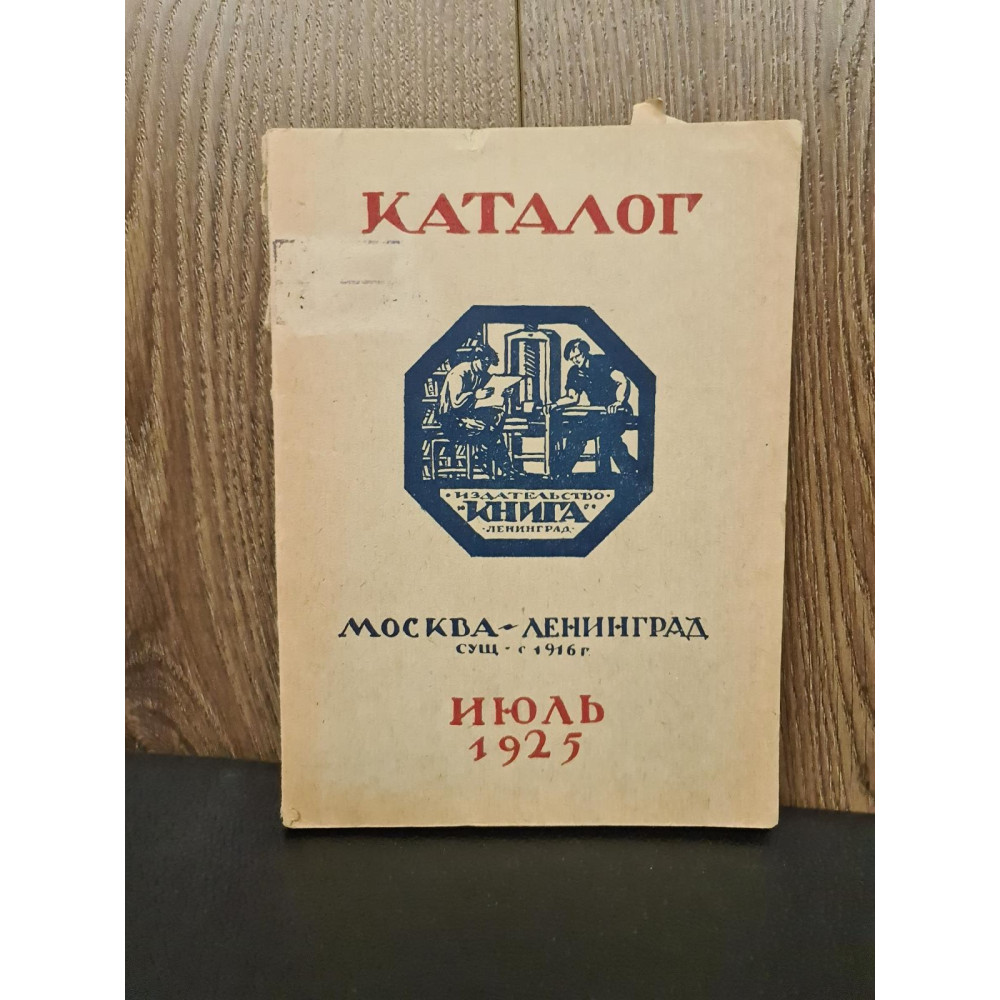 КАТАЛОГ
· ИЗДАТЕЛЬСТВО ·
"КНИГА"
· ЛЕНИНГРАД ·
МОСКВА - ЛЕНИНГРАД
СУЩ - С 1916 г.
ИЮЛЬ
1925